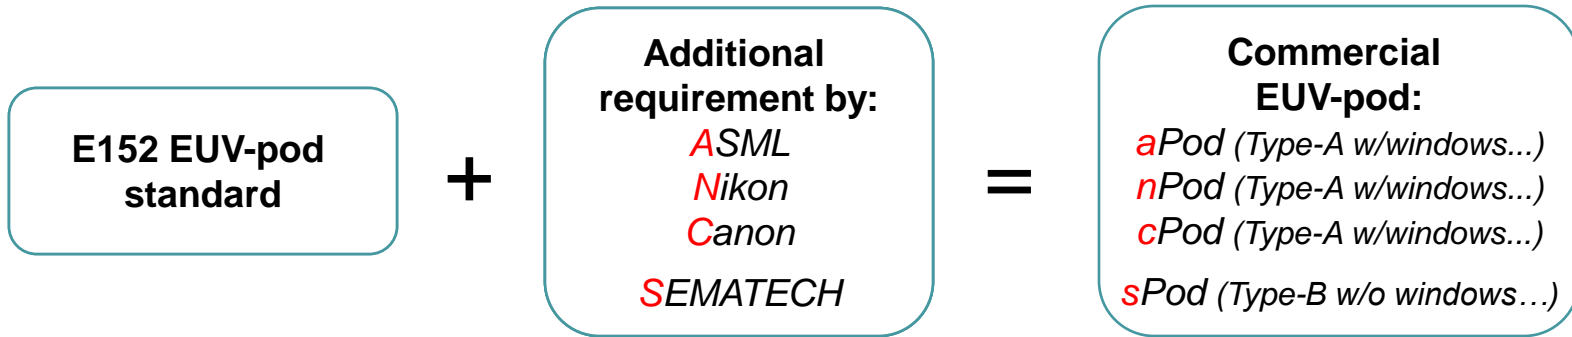 E152 EUV-pod
standard
+
Additional
requirement by:
ASML
Nikon
Canon
SEMATECH
=
Commercial
EUV-pod:
aPod (Type-A w/windows...)
nPod (Type-A w/windows...)
cPod (Type-A w/windows...)
sPod (Type-B w/o windows…)